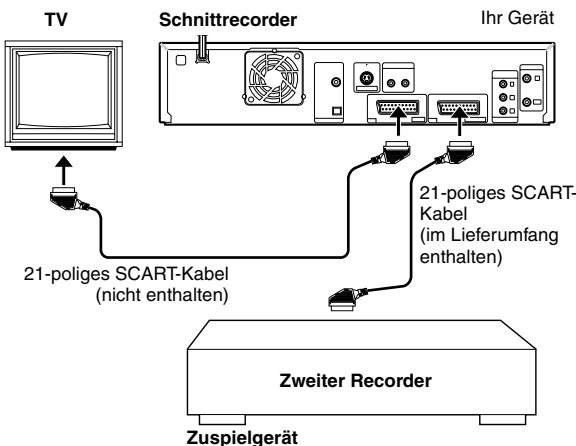 TV
Schnittrecorder
Ihr Gerät
21-poliges SCART-
Kabel
(im Lieferumfang
enthalten)
21-poliges SCART-Kabel
(nicht enthalten)
Zweiter Recorder
Zuspielgerät